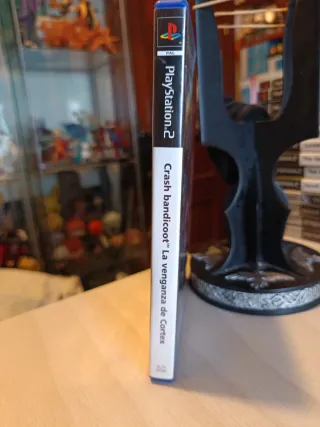 PAL
PlayStation.2
Crash bandicoot™ La venganza de Cortex